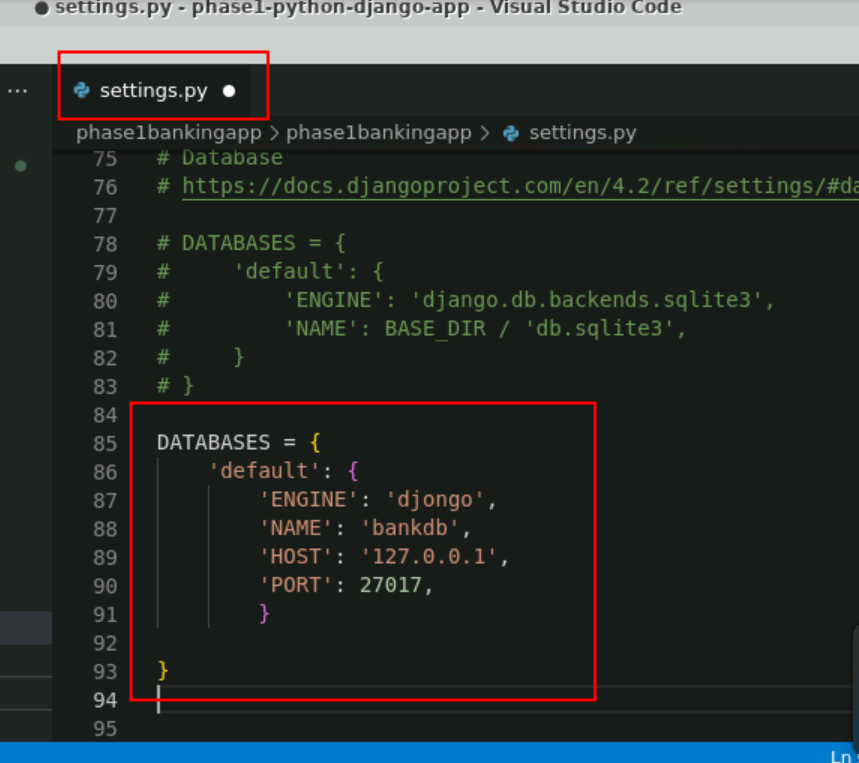 ● settings.py - phase1-python-django-app - Visual Studio Code
... settings.py ●
phase1bankingapp > phase1bankingapp > settings.py
75 # Database
76 # https://docs.djangoproject.com/en/4.2/ref/settings/#da
77
78 # DATABASES = {
79 #     'default': {
80 #         'ENGINE': 'django.db.backends.sqlite3',
81 #         'NAME': BASE_DIR / 'db.sqlite3',
82 #     }
83 # }
84
85 DATABASES = {
86     'default': {
87         'ENGINE': 'djongo',
88         'NAME': 'bankdb',
89         'HOST': '127.0.0.1',
90         'PORT': 27017,
91         }
92
93 }
94
95
Ln